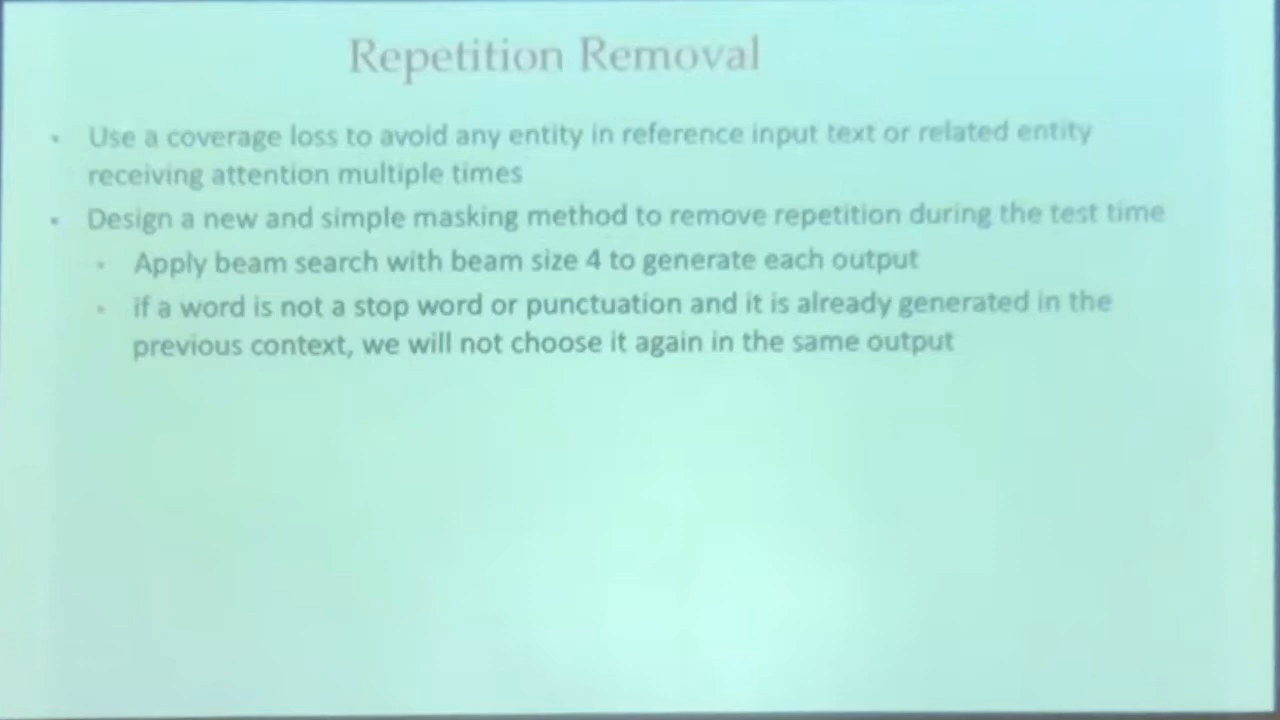 Repetition Removal
• Use a coverage loss to avoid any entity in reference input text or related entity
receiving attention multiple times
• Design a new and simple masking method to remove repetition during the test time
• Apply beam search with beam size 4 to generate each output
• if a word is not a stop word or punctuation and it is already generated in the
previous context, we will not choose it again in the same output